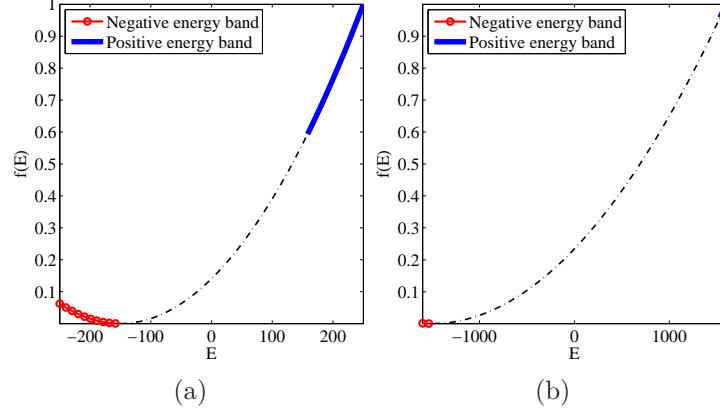 1
0.9
0.8
0.7
0.6
0.5
0.4
0.3
0.2
0.1
f(E)
Negative energy band
Positive energy band
−200 −100 0 100 200
E
(a)
1
0.9
0.8
0.7
0.6
0.5
0.4
0.3
0.2
0.1
f(E)
Negative energy band
Positive energy band
−1000 0 1000
E
(b)